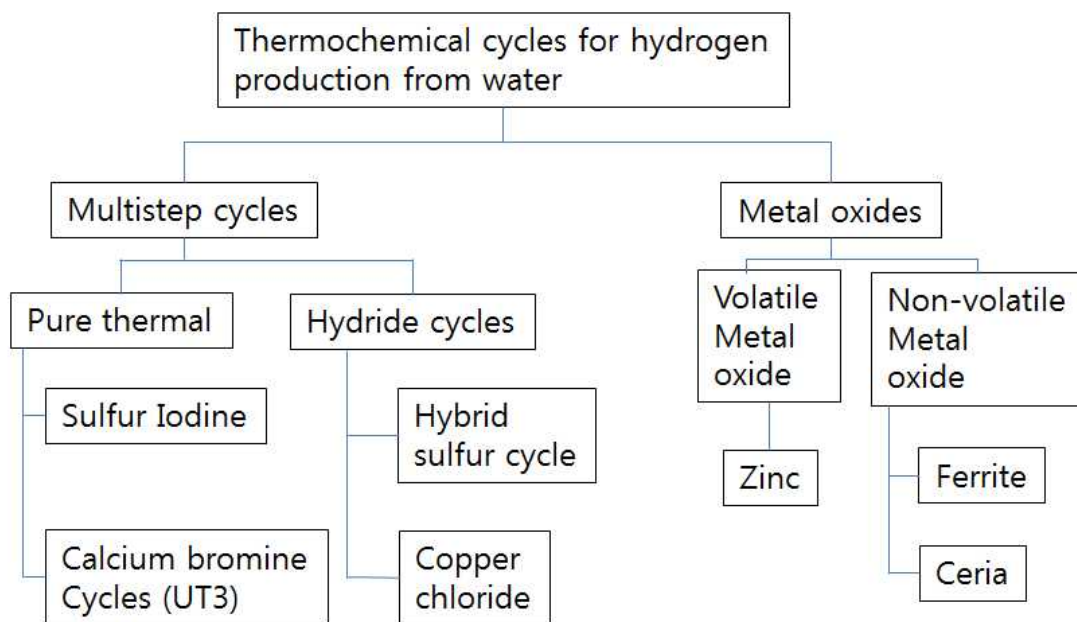 Thermochemical cycles for hydrogen
production from water
Multistep cycles
Metal oxides
Pure thermal
Hydride cycles
Volatile
Metal
oxide
Non-volatile
Metal
oxide
Sulfur Iodine
Hybrid
sulfur cycle
Zinc
Ferrite
Calcium bromine
Cycles (UT3)
Copper
chloride
Ceria